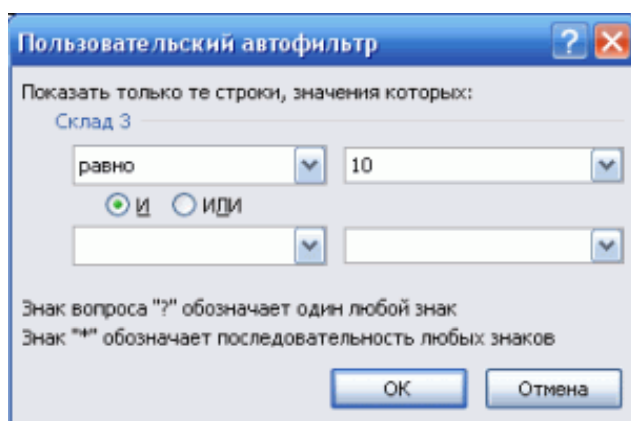 Пользовательский автофильтр
Показать только те строки, значения которых:
Склад 3
равно 10
И ИЛИ
Знак вопроса "?" обозначает один любой знак
Знак "*" обозначает последовательность любых знаков
ОК Отмена